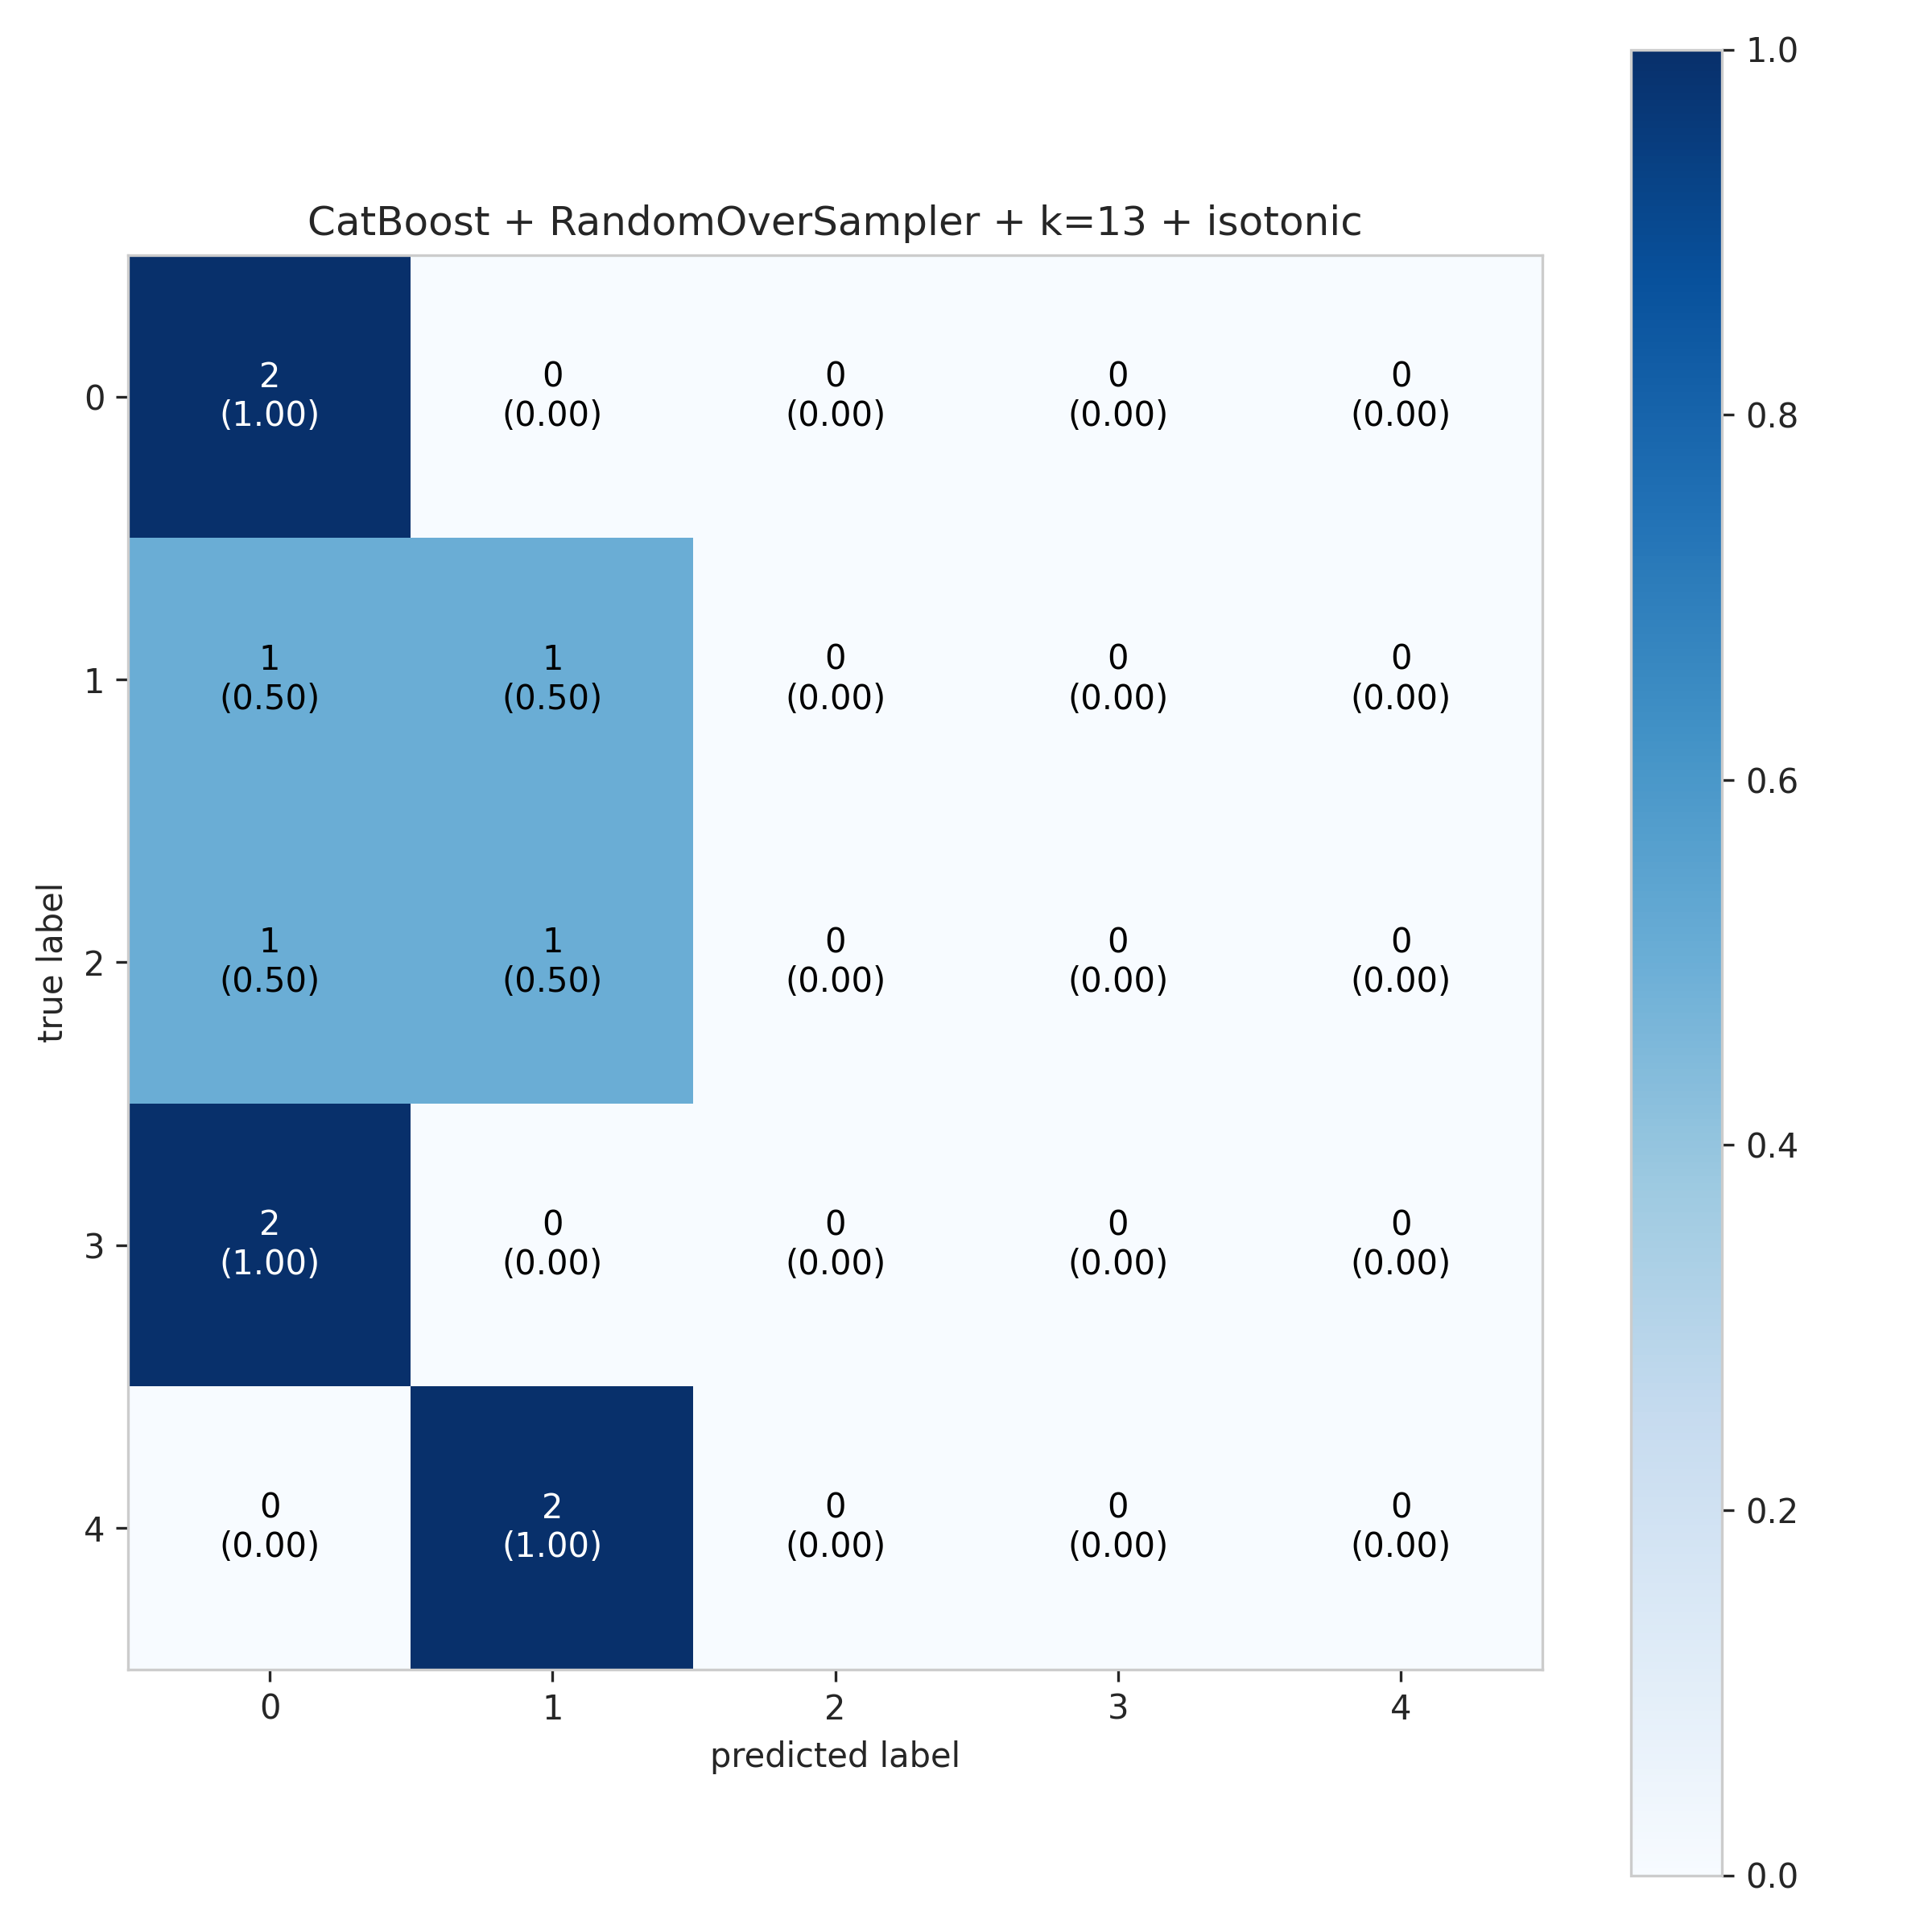 CatBoost + RandomOverSampler + k=13 + isotonic
1.0
0.8
0.6
0.4
0.2
0.0
true label
0
2 0 0 0 0
(1.00) (0.00) (0.00) (0.00) (0.00)
1
1 1 0 0 0
(0.50) (0.50) (0.00) (0.00) (0.00)
2
1 1 0 0 0
(0.50) (0.50) (0.00) (0.00) (0.00)
3
2 0 0 0 0
(1.00) (0.00) (0.00) (0.00) (0.00)
4
0 2 0 0 0
(0.00) (1.00) (0.00) (0.00) (0.00)
0 1 2 3 4
predicted label